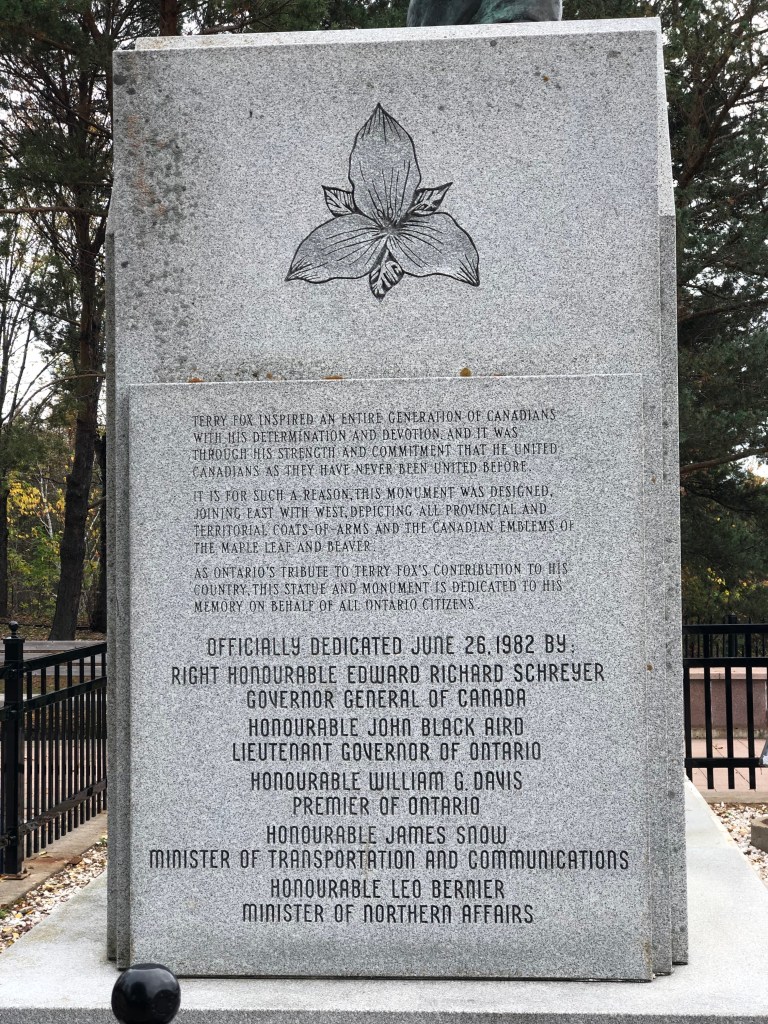 TERRY FOX INSPIRED AN ENTIRE GENERATION OF CANADIANS
WITH HIS DETERMINATION AND DEVOTION. AND IT WAS
THROUGH HIS STRENGTH AND COMMITMENT THAT HE UNITED
CANADIANS AS THEY HAVE NEVER BEEN UNITED BEFORE.
IT IS FOR SUCH A REASON, THIS MONUMENT WAS DESIGNED,
JOINING EAST WITH WEST, DEPICTING ALL PROVINCIAL AND
TERRITORIAL COATS-OF-ARMS AND THE CANADIAN EMBLEMS OF
THE MAPLE LEAF AND BEAVER.
AS ONTARIO'S TRIBUTE TO TERRY FOX'S CONTRIBUTION TO HIS
COUNTRY, THIS STATUE AND MONUMENT IS DEDICATED TO HIS
MEMORY ON BEHALF OF ALL ONTARIO CITIZENS.
OFFICIALLY DEDICATED JUNE 26, 1982 BY:
RIGHT HONOURABLE EDWARD RICHARD SCHREYER
GOVERNOR GENERAL OF CANADA
HONOURABLE JOHN BLACK AIRD
LIEUTENANT GOVERNOR OF ONTARIO
HONOURABLE WILLIAM G. DAVIS
PREMIER OF ONTARIO
HONOURABLE JAMES SNOW
MINISTER OF TRANSPORTATION AND COMMUNICATIONS
HONOURABLE LEO BERNIER
MINISTER OF NORTHERN AFFAIRS